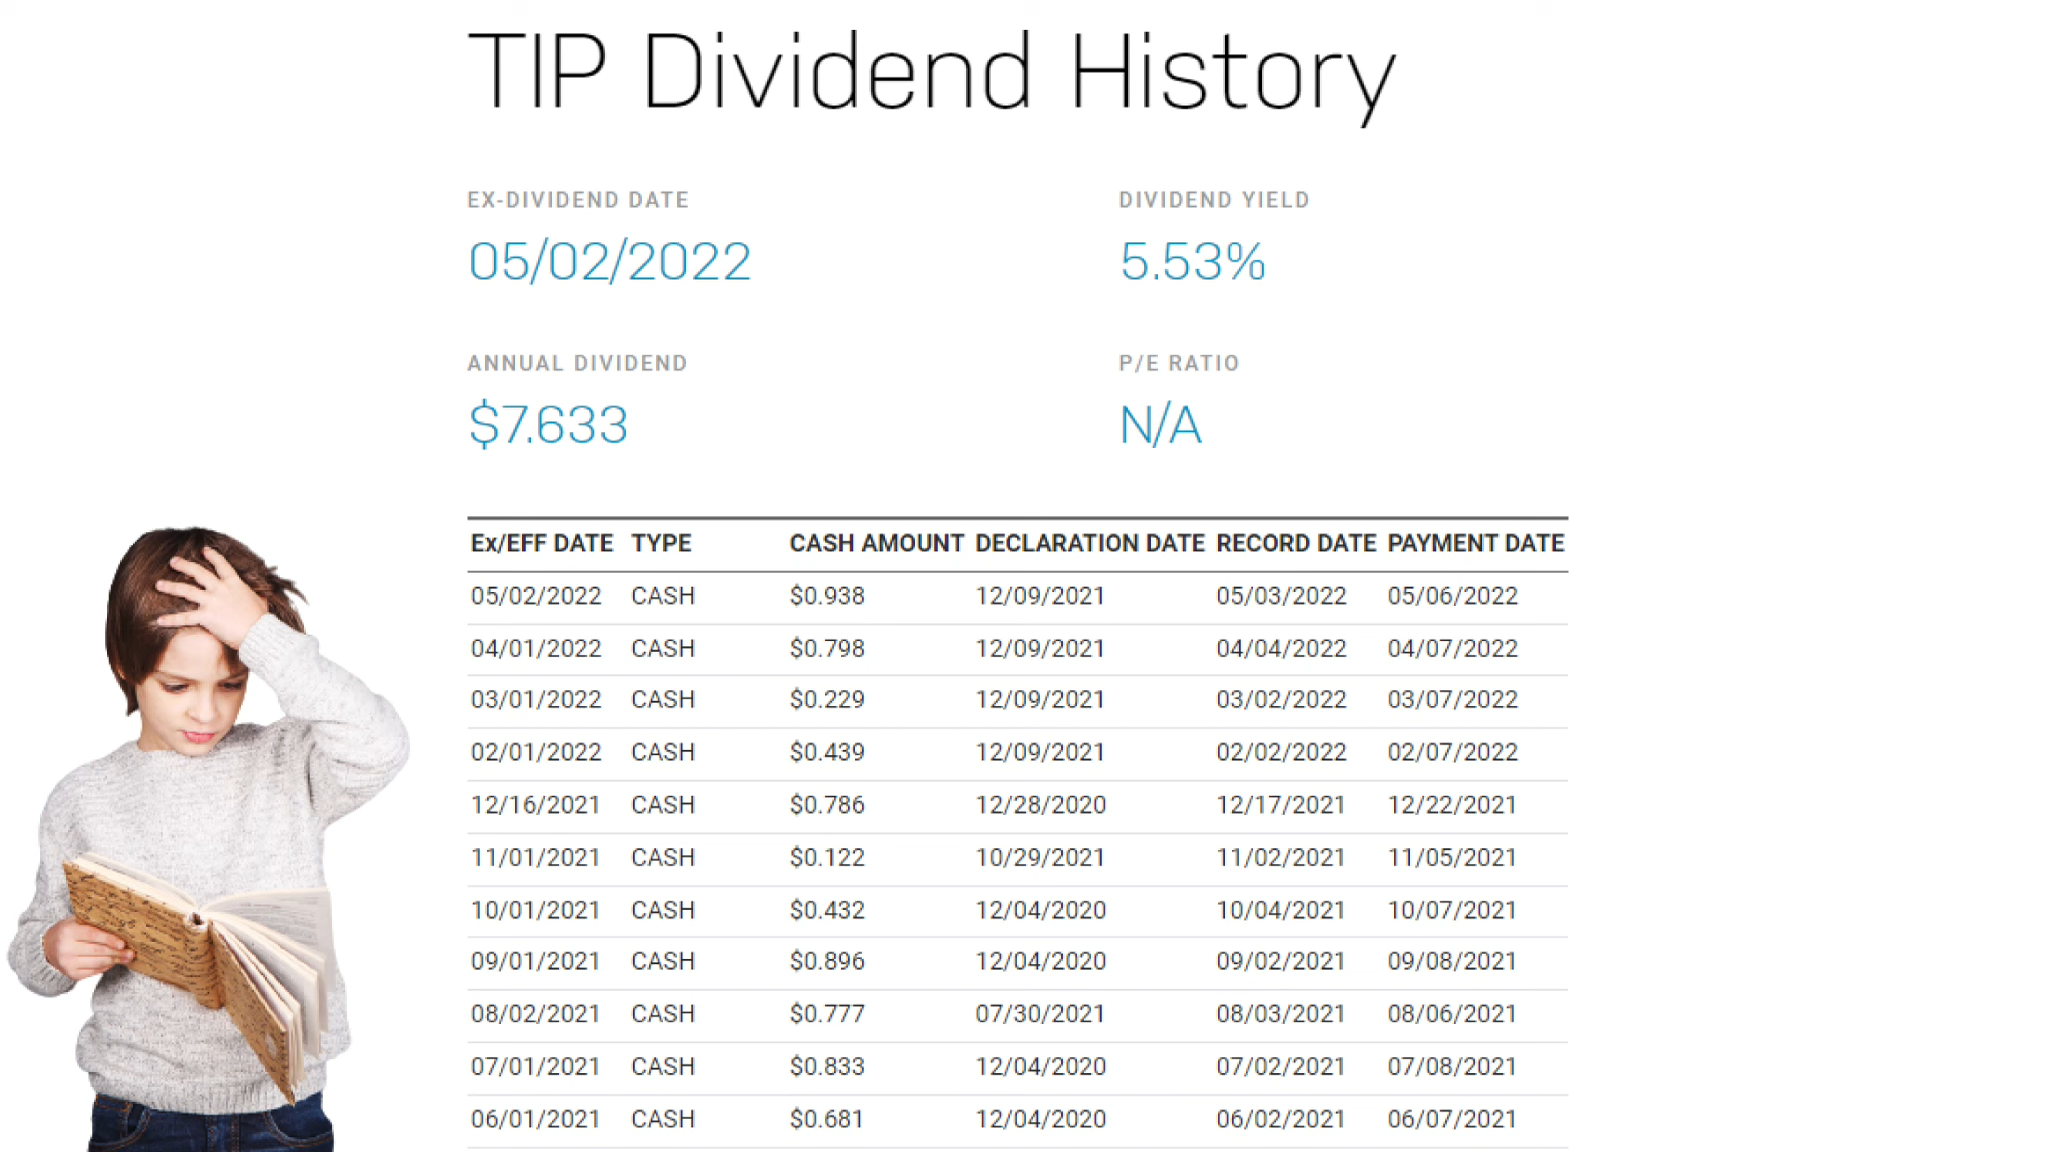 TIP Dividend History
EX-DIVIDEND DATE DIVIDEND YIELD
05/02/2022 5.53%
ANNUAL DIVIDEND P/E RATIO
$7.633 N/A
Ex/EFF DATE TYPE CASH AMOUNT DECLARATION DATE RECORD DATE PAYMENT DATE
05/02/2022 CASH $0.938 12/09/2021 05/03/2022 05/06/2022
04/01/2022 CASH $0.798 12/09/2021 04/04/2022 04/07/2022
03/01/2022 CASH $0.229 12/09/2021 03/02/2022 03/07/2022
02/01/2022 CASH $0.439 12/09/2021 02/02/2022 02/07/2022
12/16/2021 CASH $0.786 12/28/2020 12/17/2021 12/22/2021
11/01/2021 CASH $0.122 10/29/2021 11/02/2021 11/05/2021
10/01/2021 CASH $0.432 12/04/2020 10/04/2021 10/07/2021
09/01/2021 CASH $0.896 12/04/2020 09/02/2021 09/08/2021
08/02/2021 CASH $0.777 07/30/2021 08/03/2021 08/06/2021
07/01/2021 CASH $0.833 12/04/2020 07/02/2021 07/08/2021
06/01/2021 CASH $0.681 12/04/2020 06/02/2021 06/07/2021